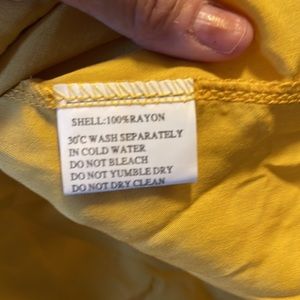 SHELL:100%RAYON
30°C WASH SEPARATELY
IN COLD WATER
DO NOT BLEACH
DO NOT YUMBLE DRY
DO NOT DRY CLEAN